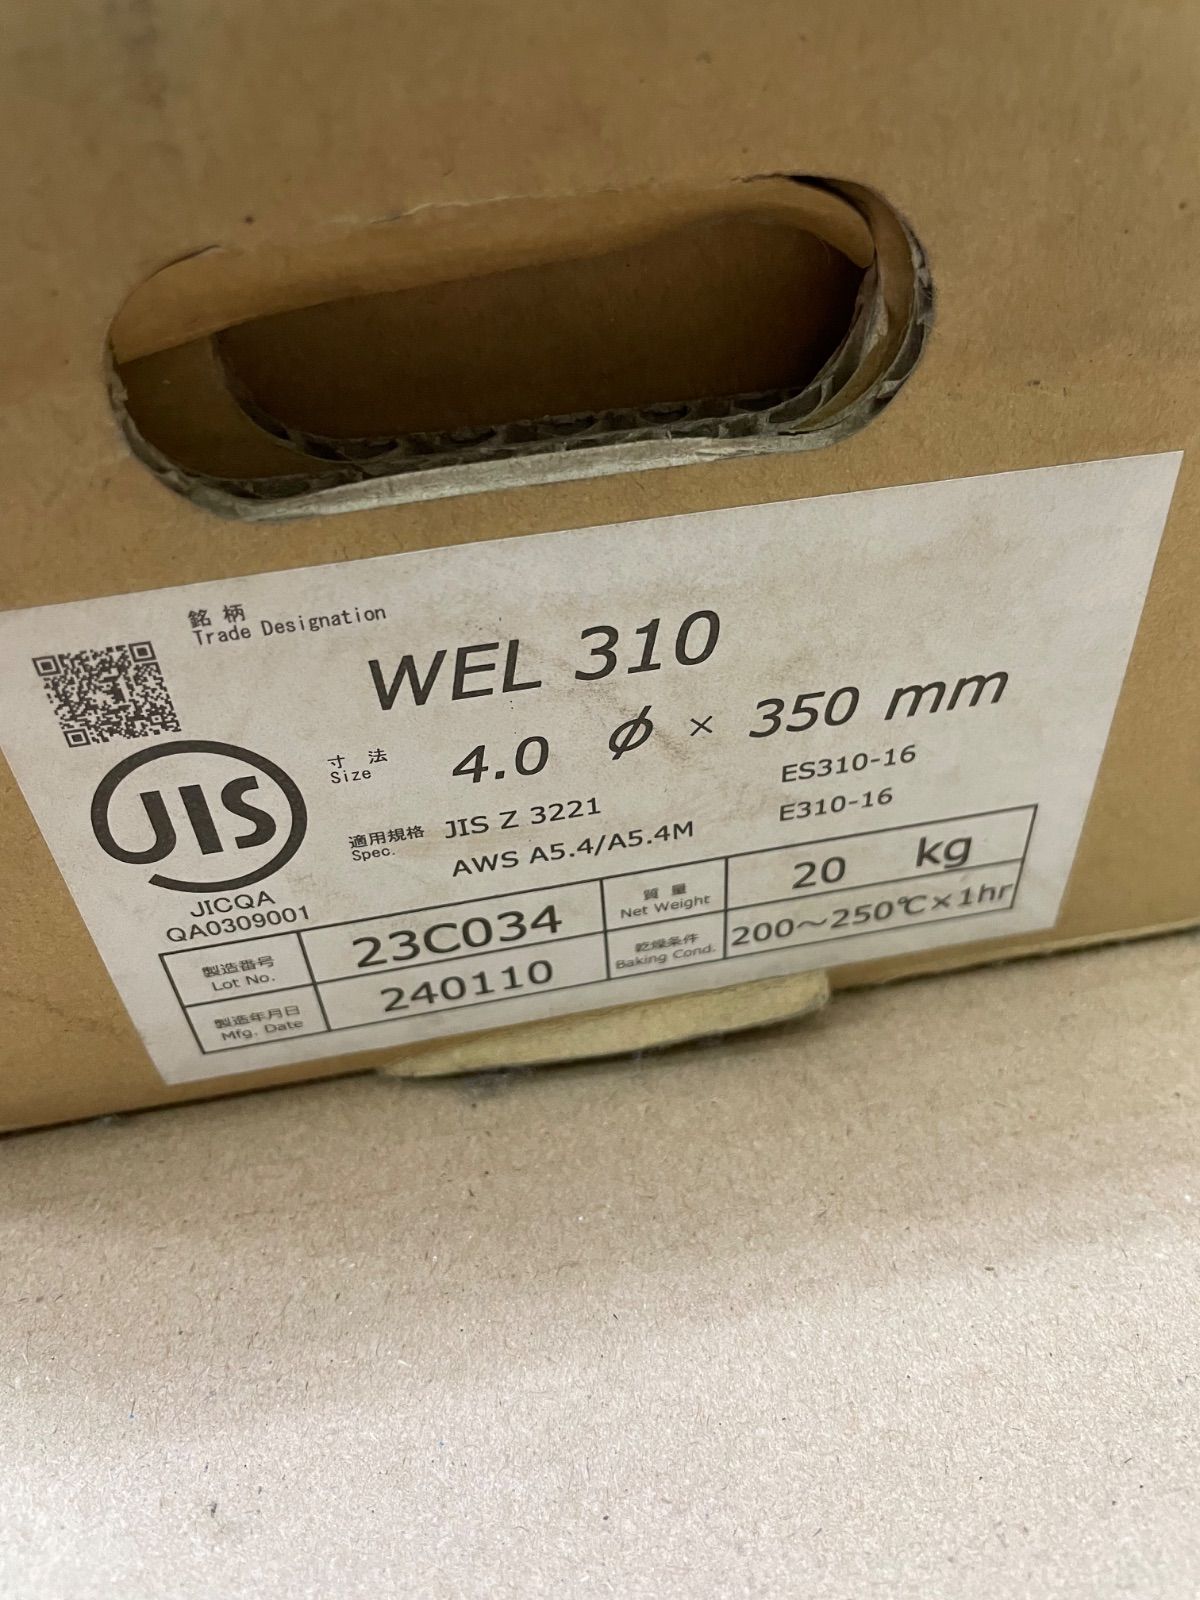 銘柄
Trade Designation
WEL 310
寸法
Size
4.0 φ × 350 mm
適用規格
Spec.
JIS Z 3221 ES310-16
AWS A5.4/A5.4M E310-16
JIS
JICQA
QA0309001
製造番号
Lot No.
23C034
質量
Net Weight
20 kg
製造年月日
Mfg. Date
240110
乾燥条件
Baking Cond.
200～250℃×1hr